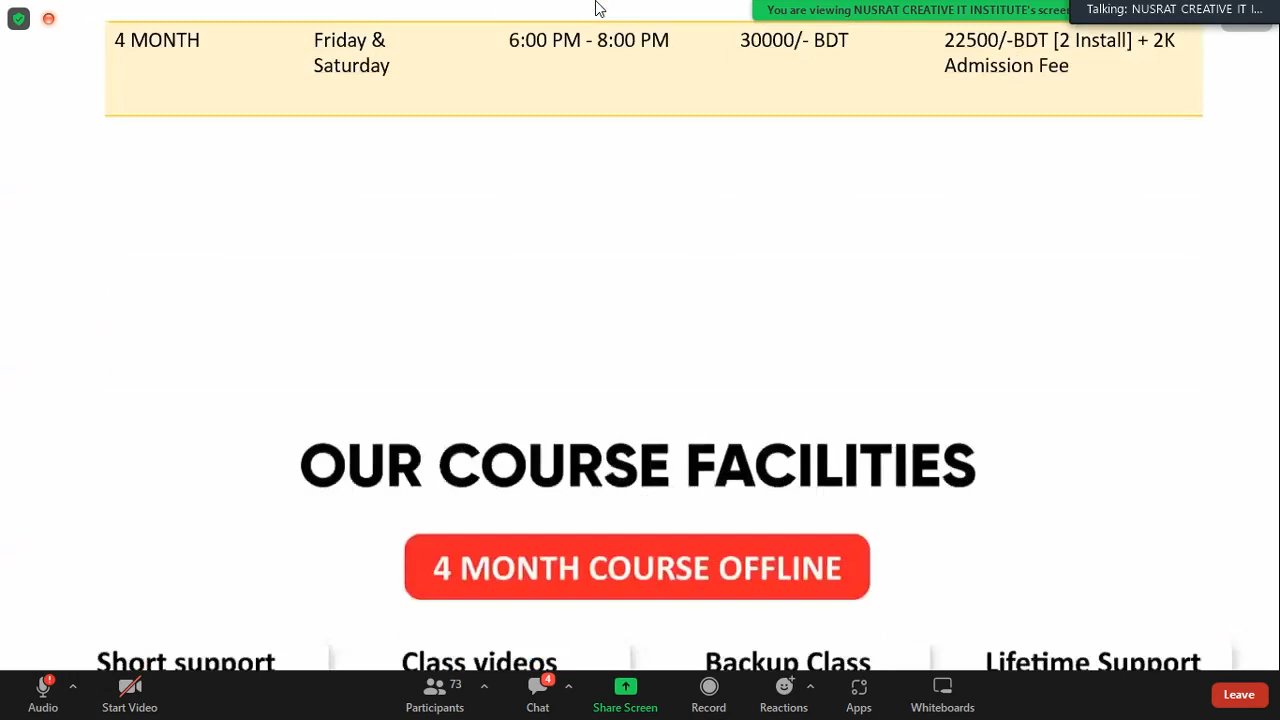 You are viewing NUSRAT CREATIVE IT INSTITUTE's screen
Talking: NUSRAT CREATIVE IT I...
4 MONTH
Friday &
Saturday
6:00 PM - 8:00 PM
30000/- BDT
22500/-BDT [2 Install] + 2K
Admission Fee
OUR COURSE FACILITIES
4 MONTH COURSE OFFLINE
Short support
Class videos
Backup Class
Lifetime Support
Audio
Start Video
73
Participants
4
Chat
Share Screen
Record
Reactions
Apps
Whiteboards
Leave